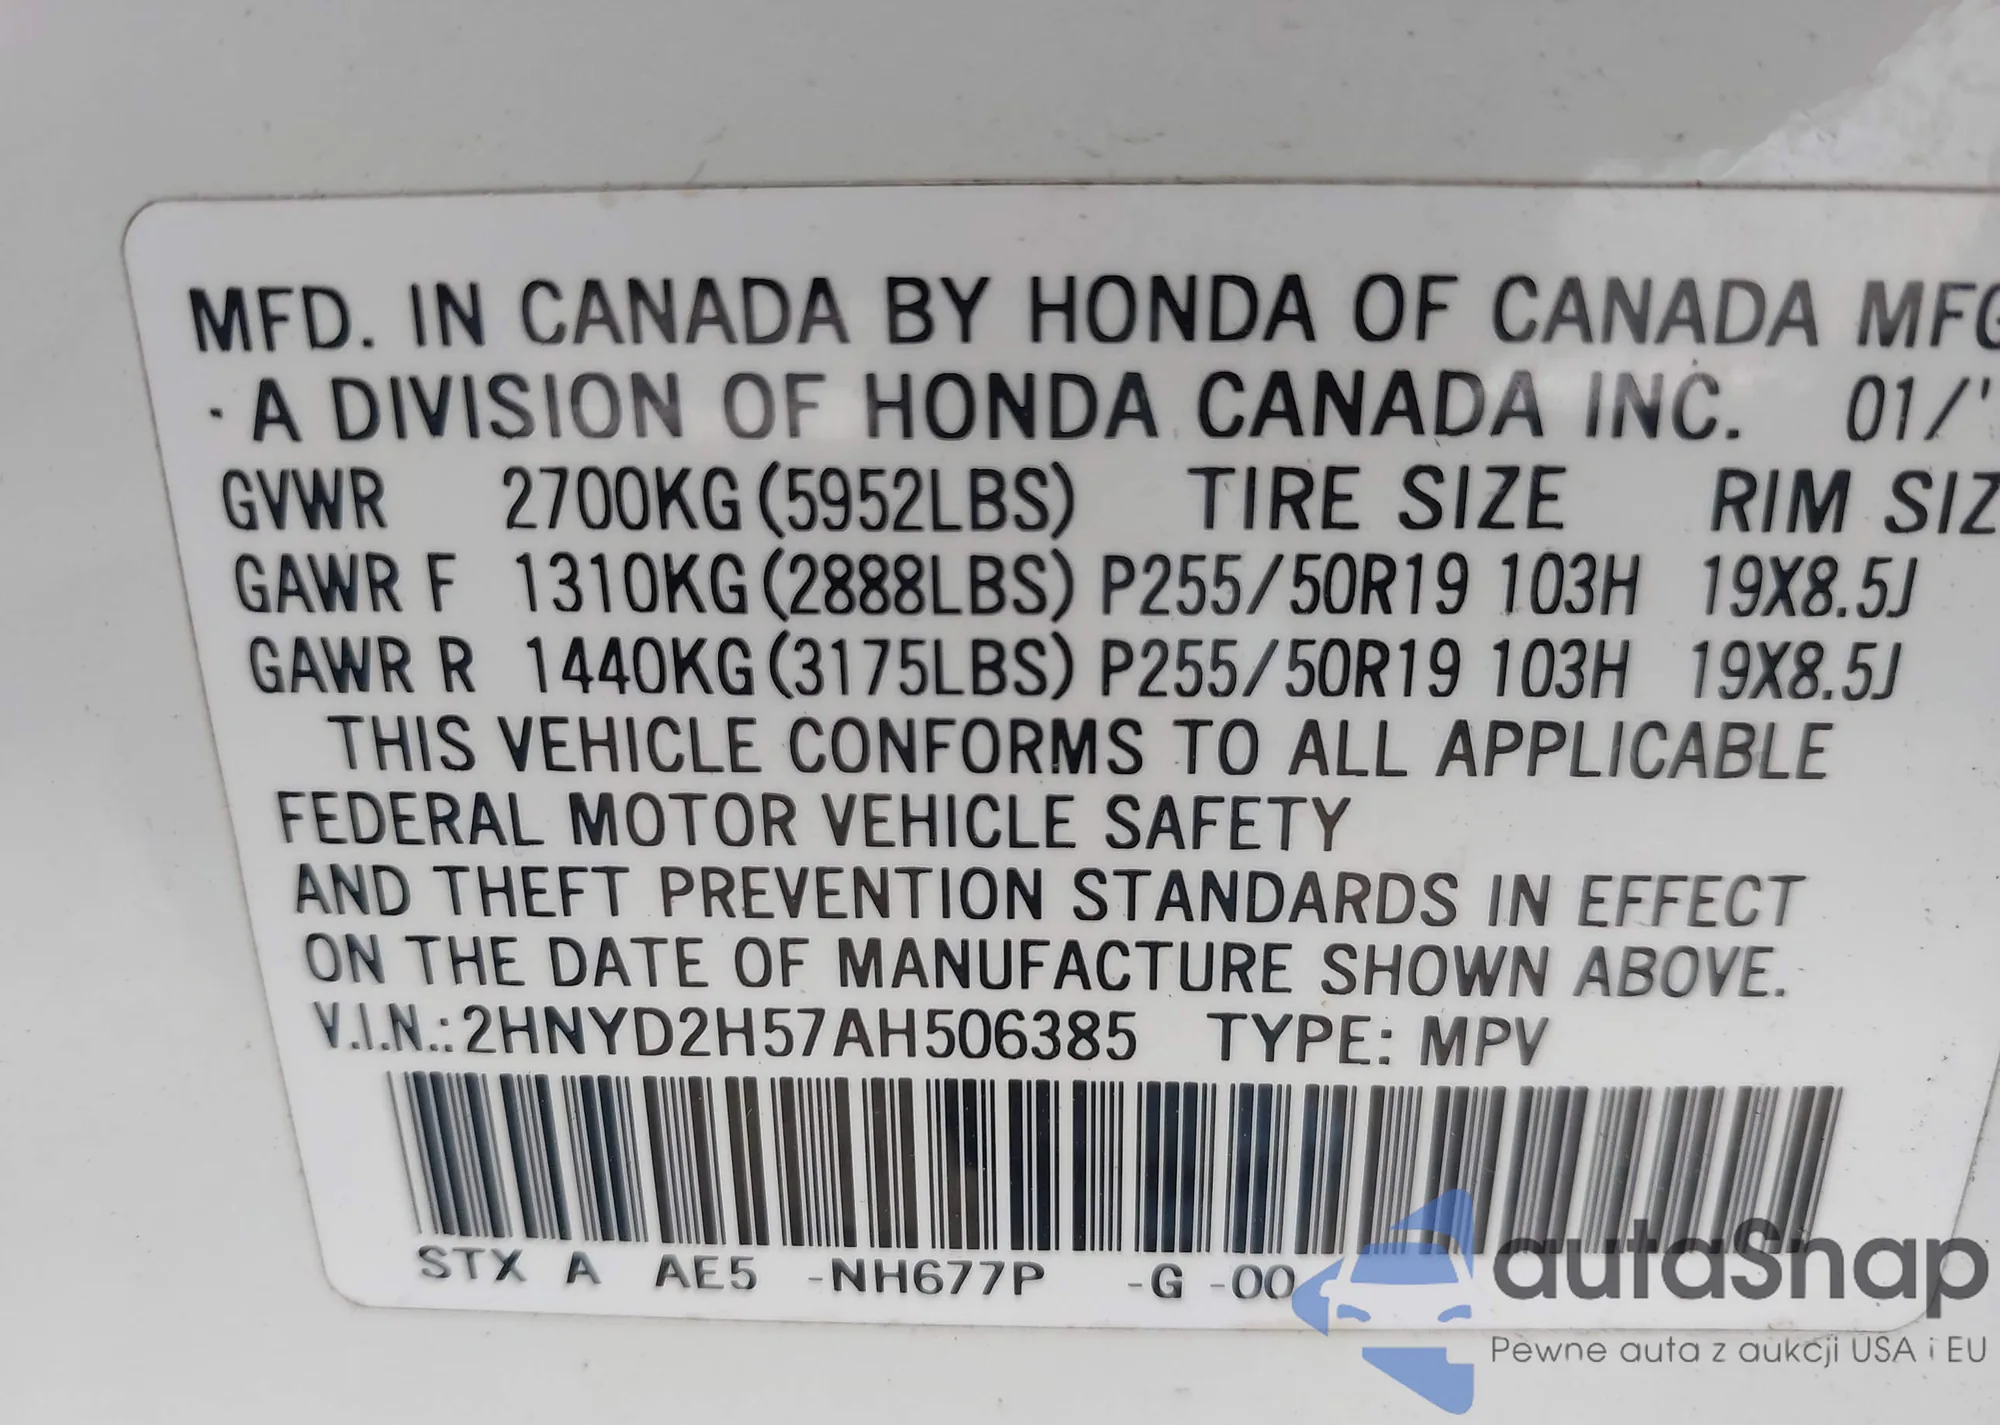 MFD. IN CANADA BY HONDA OF CANADA MFG
· A DIVISION OF HONDA CANADA INC. 01/'
GVWR 2700KG (5952LBS) TIRE SIZE RIM SIZ
GAWR F 1310KG (2888LBS) P255/50R19 103H 19X8.5J
GAWR R 1440KG (3175LBS) P255/50R19 103H 19X8.5J
THIS VEHICLE CONFORMS TO ALL APPLICABLE
FEDERAL MOTOR VEHICLE SAFETY
AND THEFT PREVENTION STANDARDS IN EFFECT
ON THE DATE OF MANUFACTURE SHOWN ABOVE.
V.I.N.: 2HNYD2H57AH506385 TYPE: MPV
STX A AE5 -NH677P -G -00
autaSnap
Pewne auta z aukcji USA i EU